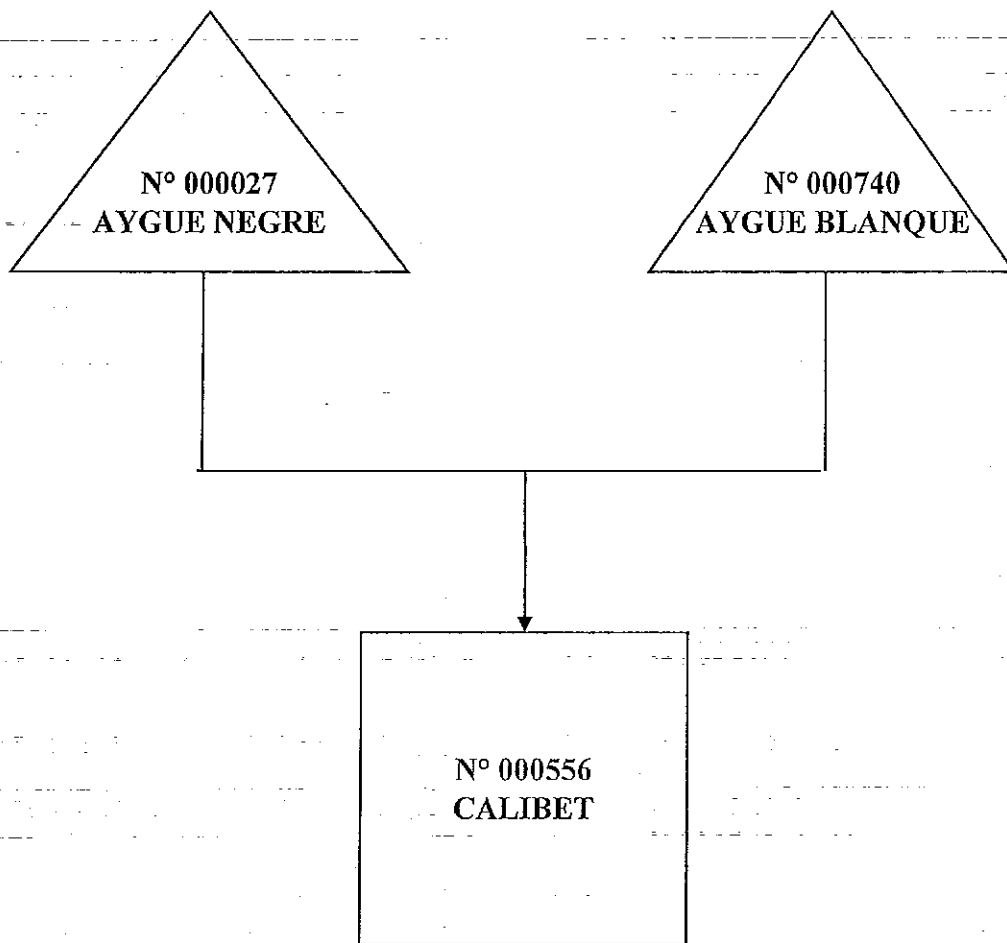 N° 000027
AYGUE NEGRE
N° 000740
AYGUE BLANQUE
N° 000556
CALIBET